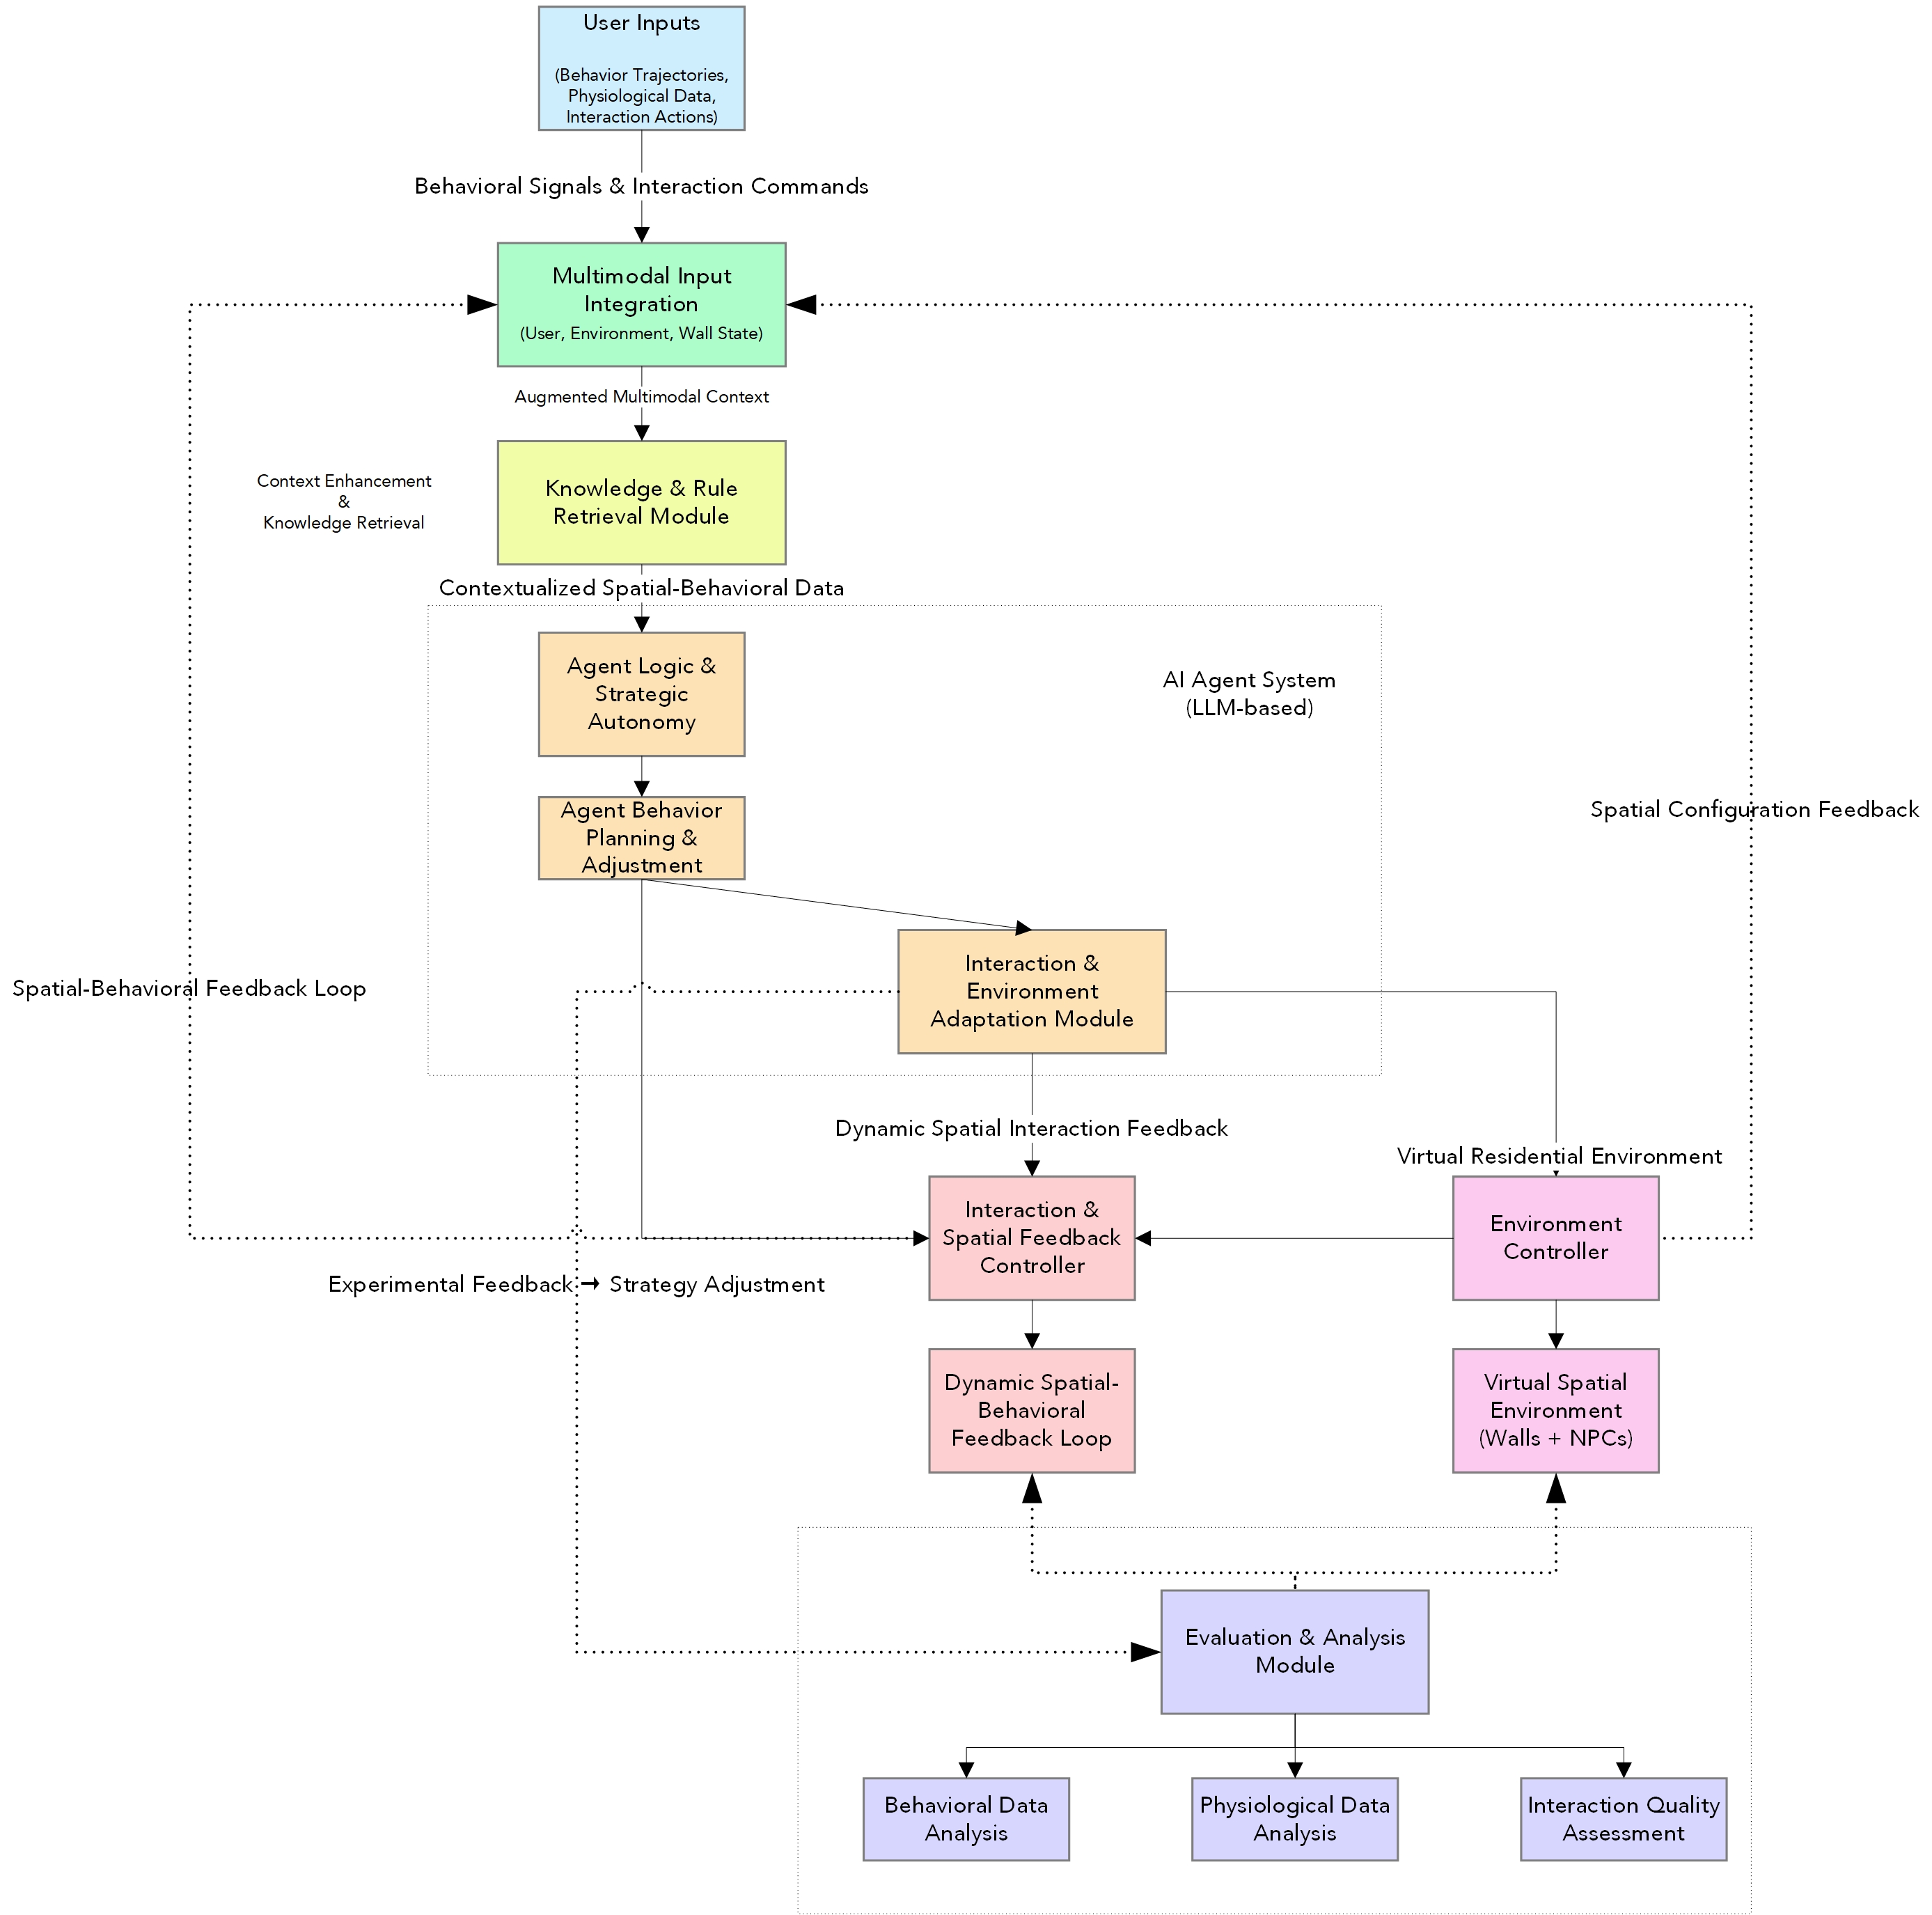 User Inputs
(Behavior Trajectories,
Physiological Data,
Interaction Actions)
Behavioral Signals & Interaction Commands
Multimodal Input
Integration
(User, Environment, Wall State)
Augmented Multimodal Context
Context Enhancement
&
Knowledge Retrieval
Knowledge & Rule
Retrieval Module
Contextualized Spatial-Behavioral Data
Agent Logic &
Strategic
Autonomy
AI Agent System
(LLM-based)
Agent Behavior
Planning &
Adjustment
Spatial Configuration Feedback
Interaction &
Environment
Adaptation Module
Spatial-Behavioral Feedback Loop
Dynamic Spatial Interaction Feedback
Virtual Residential Environment
Interaction &
Spatial Feedback
Controller
Environment
Controller
Experimental Feedback ➞ Strategy Adjustment
Dynamic Spatial-
Behavioral
Feedback Loop
Virtual Spatial
Environment
(Walls + NPCs)
Evaluation & Analysis
Module
Behavioral Data
Analysis
Physiological Data
Analysis
Interaction Quality
Assessment